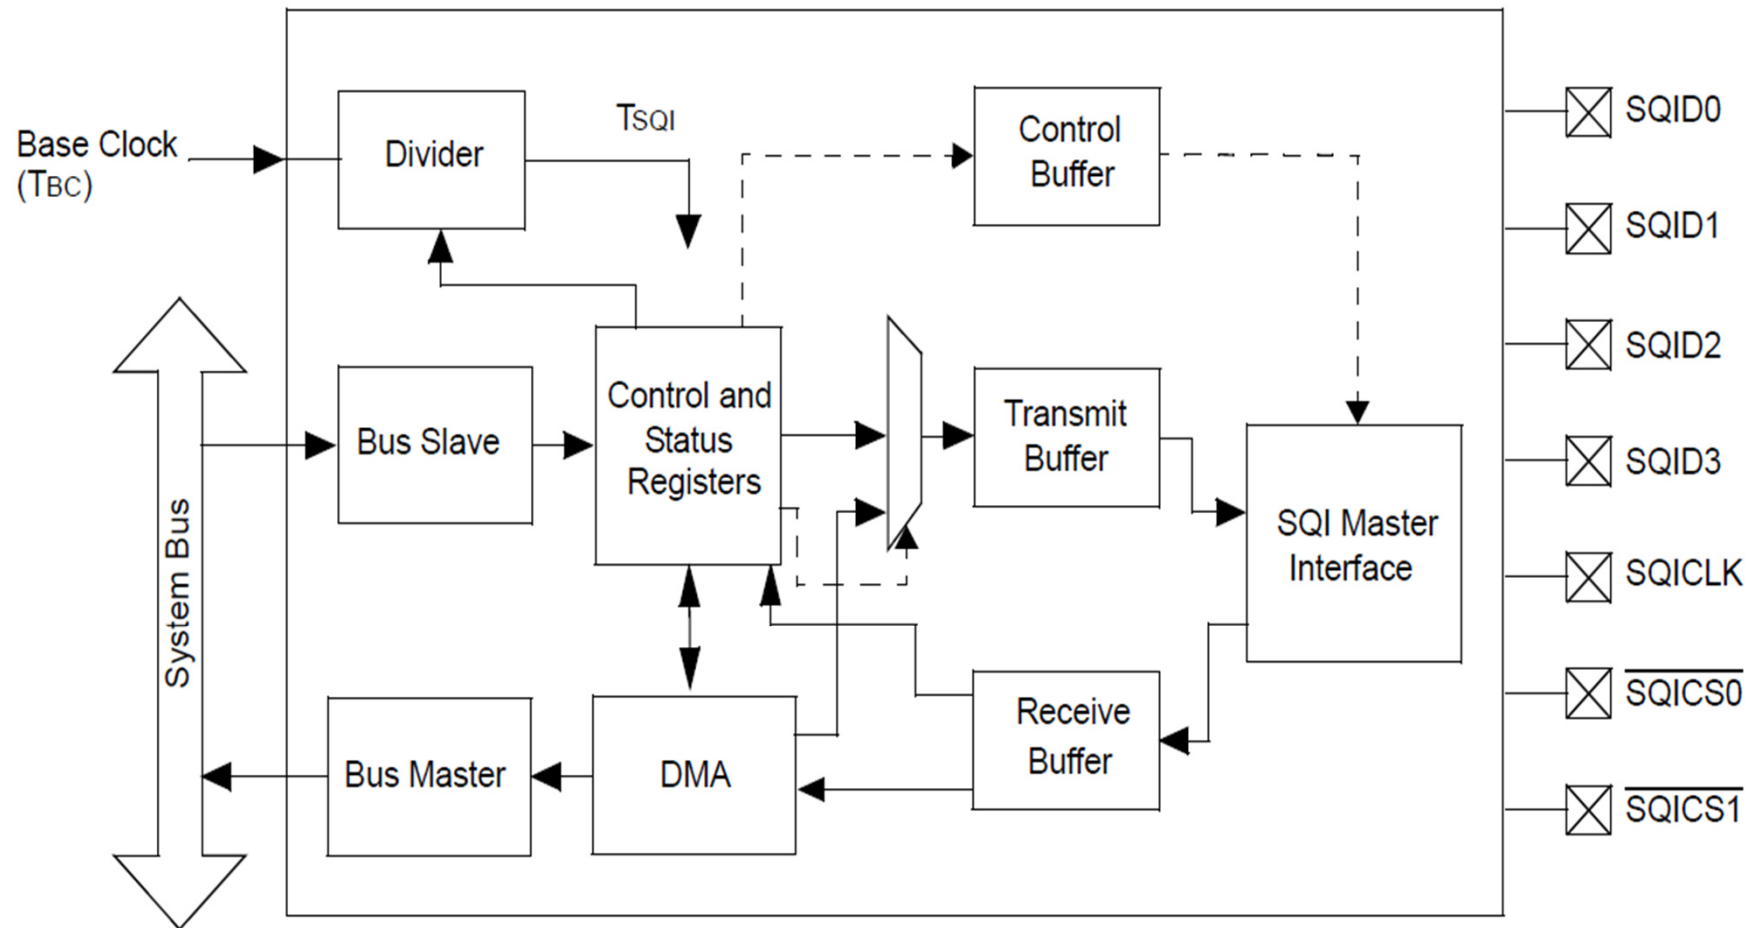 Base Clock
(TBC)
Divider
TSQI
Control
Buffer
System Bus
Bus Slave
Control and
Status
Registers
Transmit
Buffer
SQI Master
Interface
Bus Master
DMA
Receive
Buffer
SQID0
SQID1
SQID2
SQID3
SQICLK
SQICS0
SQICS1